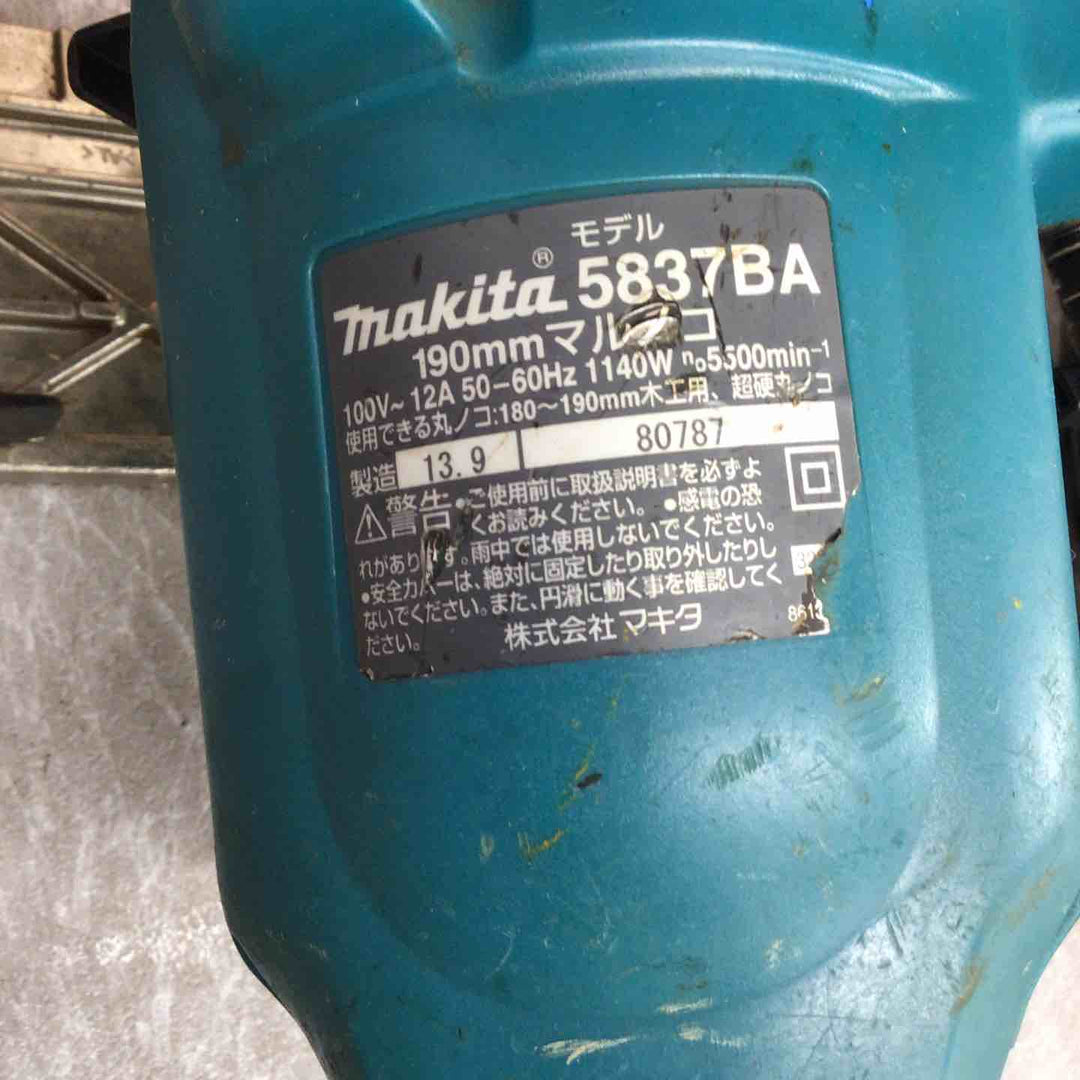 モデル
makita® 5837BA
190mmマルノコ
100V~ 12A 50-60Hz 1140W n₀5500min⁻¹
使用できる丸ノコ:180〜190mm木工用、超硬丸ノコ
製造 13.9 80787
⚠警告 •ご使用前に取扱説明書を必ずよ
くお読みください。 •感電の恐
れがあります。雨中では使用しないでください。
•安全カバーは、絶対に固定したり取り外したりし
ないでください。また、円滑に動く事を確認してく
ださい。
株式会社 マキタ